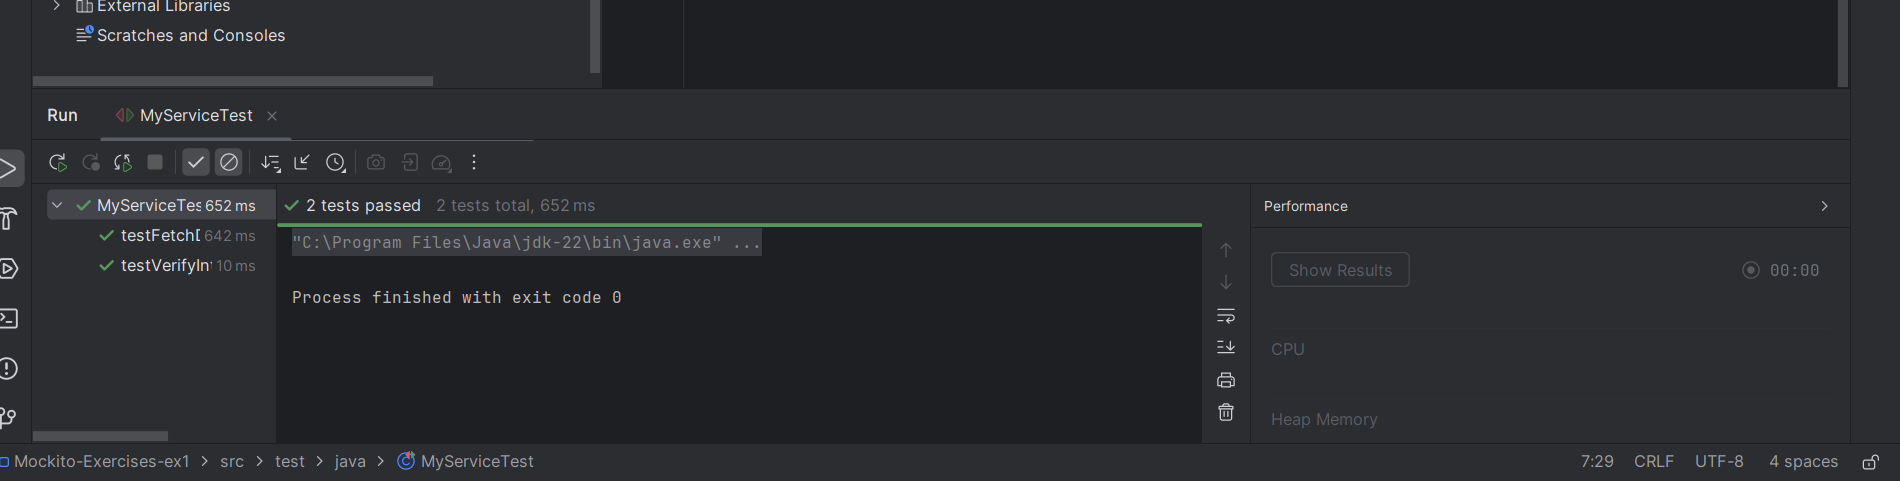 External Libraries
Scratches and Consoles
Run MyServiceTest
MyServiceTes 652 ms
testFetchD 642 ms
testVerifyInt 10 ms
2 tests passed 2 tests total, 652 ms
"C:\Program Files\Java\jdk-22\bin\java.exe" ...
Process finished with exit code 0
Performance
Show Results 00:00
CPU
Heap Memory
Mockito-Exercises-ex1 > src > test > java > MyServiceTest
7:29 CRLF UTF-8 4 spaces